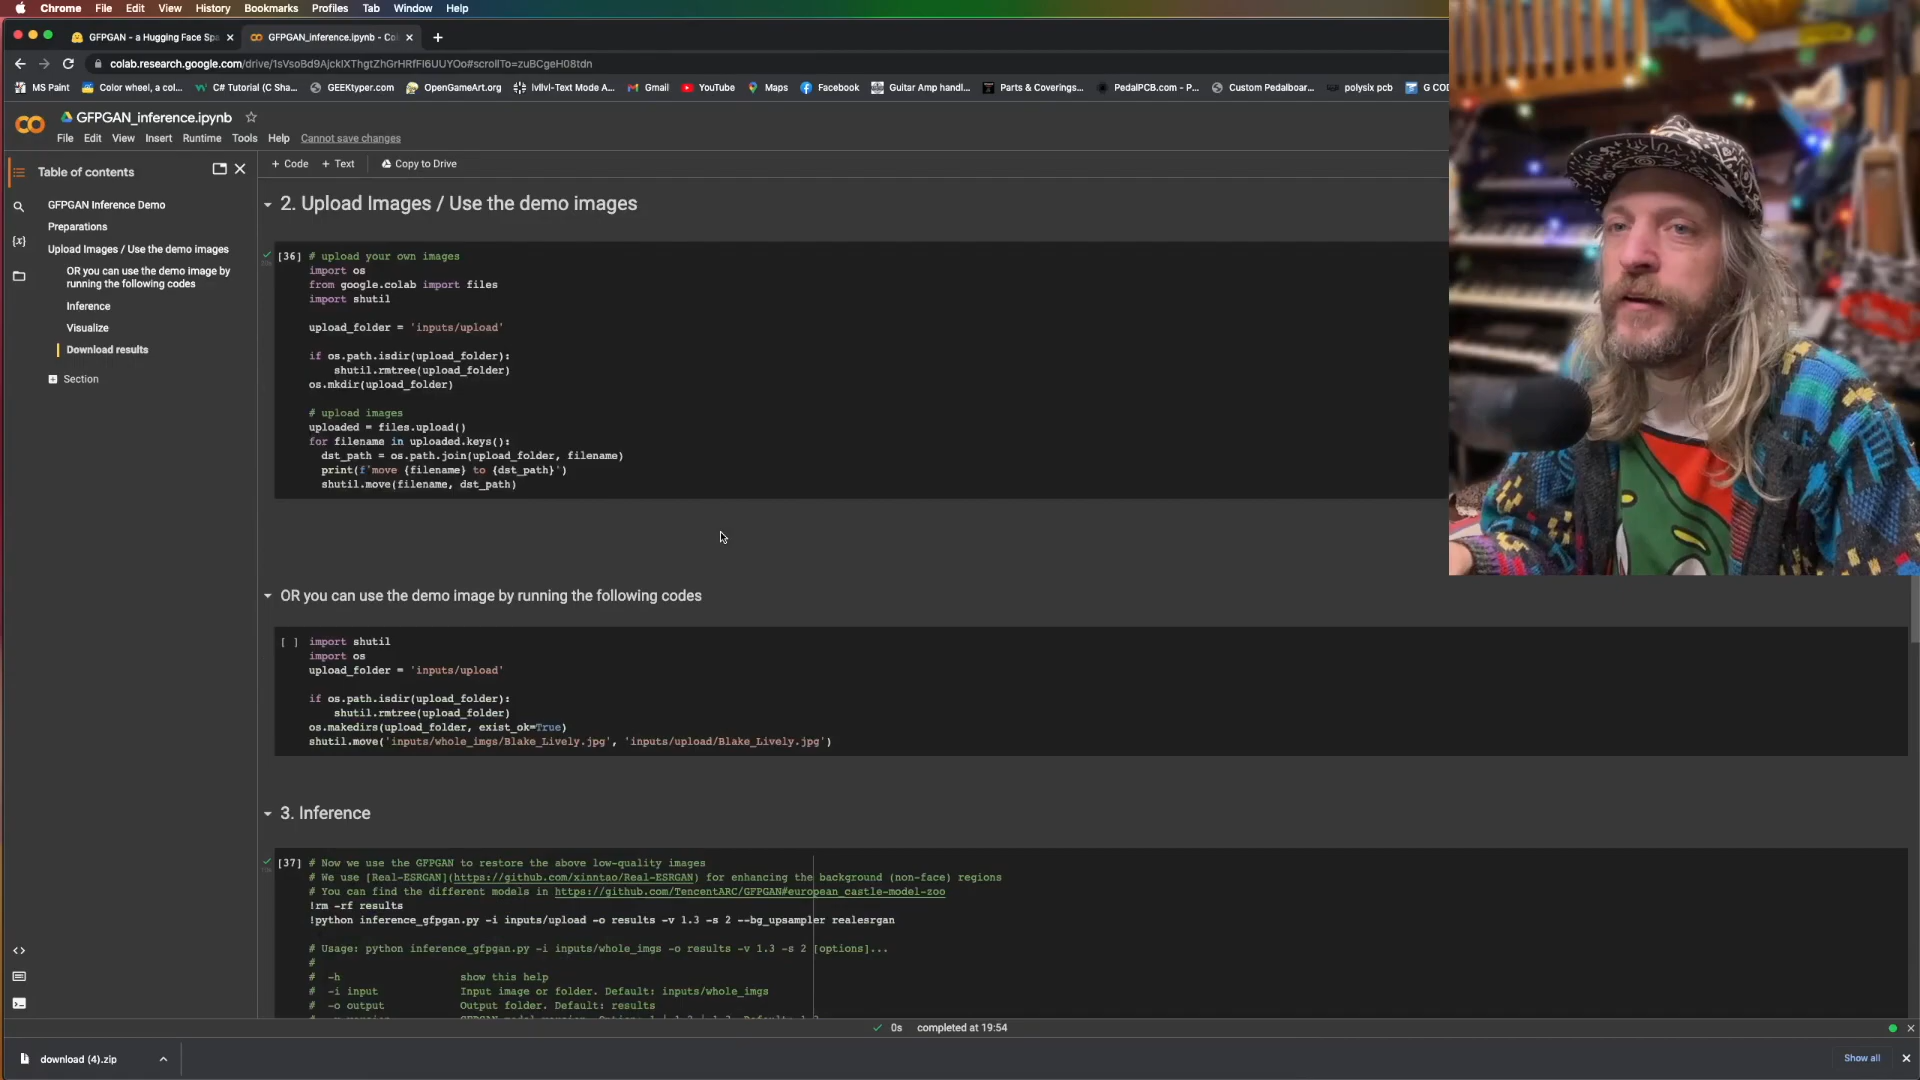 Chrome File Edit View History Bookmarks Profiles Tab Window Help
GFPGAN - a Hugging Face Spa
GFPGAN_inference.ipynb - Co
colab.research.google.com/drive/1sVsoBd9AjckIXThgtZhGrHRfFI6UUYOo#scrollTo=zuBCgeH08tdn
MS Paint Color wheel, a col... C# Tutorial (C Sha... GEEKtyper.com OpenGameArt.org lvllvl-Text Mode A... Gmail YouTube Maps Facebook Guitar Amp handl... Parts & Coverings... PedalPCB.com - P... Custom Pedalboar... polysix pcb G COD
GFPGAN_inference.ipynb
File Edit View Insert Runtime Tools Help Cannot save changes
Table of contents
GFPGAN Inference Demo
Preparations
Upload Images / Use the demo images
OR you can use the demo image by
running the following codes
Inference
Visualize
Download results
Section
+ Code + Text Copy to Drive
2. Upload Images / Use the demo images
[36] # upload your own images
import os
from google.colab import files
import shutil
upload_folder = 'inputs/upload'
if os.path.isdir(upload_folder):
shutil.rmtree(upload_folder)
os.mkdir(upload_folder)
# upload images
uploaded = files.upload()
for filename in uploaded.keys():
dst_path = os.path.join(upload_folder, filename)
print(f'move {filename} to {dst_path}')
shutil.move(filename, dst_path)
OR you can use the demo image by running the following codes
[ ] import shutil
import os
upload_folder = 'inputs/upload'
if os.path.isdir(upload_folder):
shutil.rmtree(upload_folder)
os.makedirs(upload_folder, exist_ok=True)
shutil.move('inputs/whole_imgs/Blake_Lively.jpg', 'inputs/upload/Blake_Lively.jpg')
3. Inference
[37] # Now we use the GFPGAN to restore the above low-quality images
# We use [Real-ESRGAN](https://github.com/xinntao/Real-ESRGAN) for enhancing the background (non-face) regions
# You can find the different models in https://github.com/TencentARC/GFPGAN#european_castle-model-zoo
!rm -rf results
!python inference_gfpgan.py -i inputs/upload -o results -v 1.3 -s 2 --bg_upsampler realesrgan
# Usage: python inference_gfpgan.py -i inputs/whole_imgs -o results -v 1.3 -s 2 [options]...
#
# -h show this help
# -i input Input image or folder. Default: inputs/whole_imgs
# -o output Output folder. Default: results
0s completed at 19:54
download (4).zip
Show all